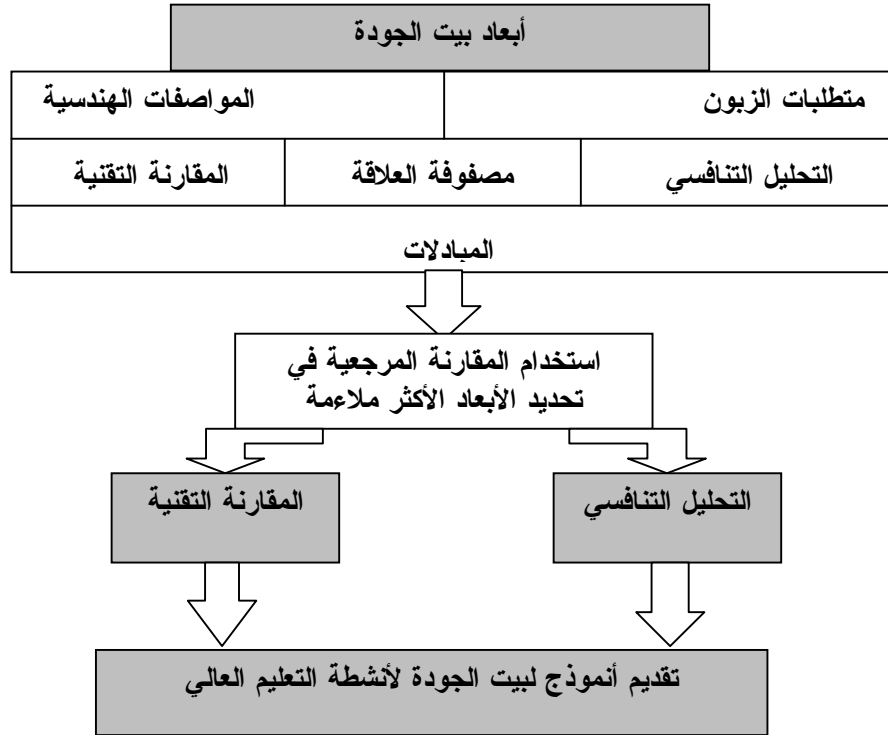 أبعاد بيت الجودة
متطلبات الزبون
المواصفات الهندسية
التحليل التنافسي
مصفوفة العلاقة
المقارنة التقنية
المبادلات
استخدام المقارنة المرجعية في
تحديد الأبعاد الأكثر ملاءمة
التحليل التنافسي
المقارنة التقنية
تقديم أنموذج لبيت الجودة لأنشطة التعليم العالي